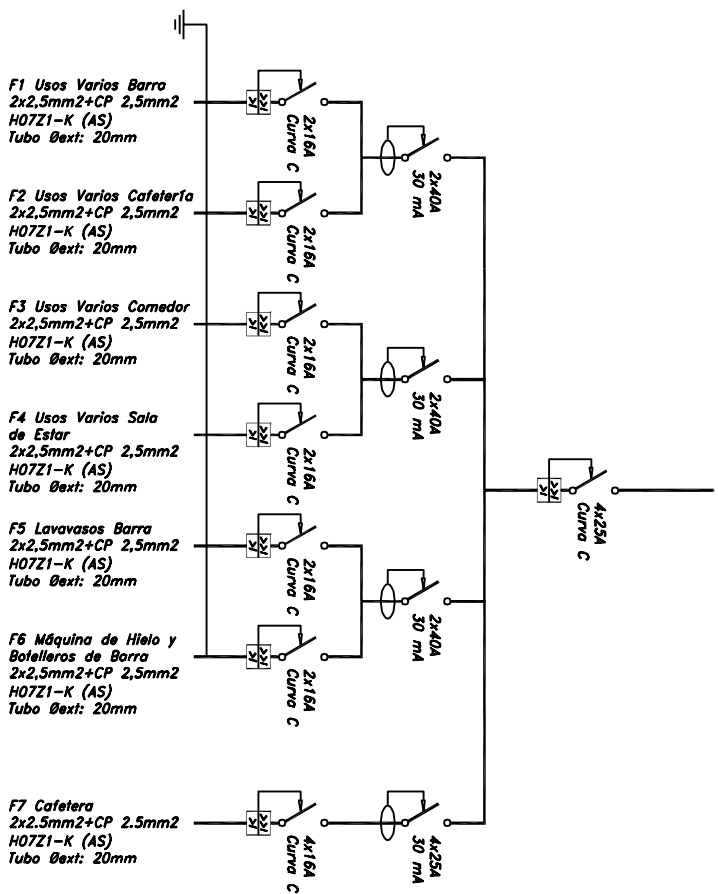 F1 Usos Varios Barra
2x2,5mm2+CP 2,5mm2
H07Z1-K (AS)
Tubo Øext: 20mm
2x16A
Curva C
2x40A
30 mA
F2 Usos Varios Cafetería
2x2,5mm2+CP 2,5mm2
H07Z1-K (AS)
Tubo Øext: 20mm
2x16A
Curva C
F3 Usos Varios Comedor
2x2,5mm2+CP 2,5mm2
H07Z1-K (AS)
Tubo Øext: 20mm
2x16A
Curva C
2x40A
30 mA
F4 Usos Varios Sala
de Estar
2x2,5mm2+CP 2,5mm2
H07Z1-K (AS)
Tubo Øext: 20mm
2x16A
Curva C
4x25A
Curva C
F5 Lavavasos Barra
2x2,5mm2+CP 2,5mm2
H07Z1-K (AS)
Tubo Øext: 20mm
2x16A
Curva C
2x40A
30 mA
F6 Máquina de Hielo y
Botelleros de Barra
2x2,5mm2+CP 2,5mm2
H07Z1-K (AS)
Tubo Øext: 20mm
2x16A
Curva C
F7 Cafetera
2x2.5mm2+CP 2.5mm2
H07Z1-K (AS)
Tubo Øext: 20mm
4x16A
Curva C
4x25A
30 mA